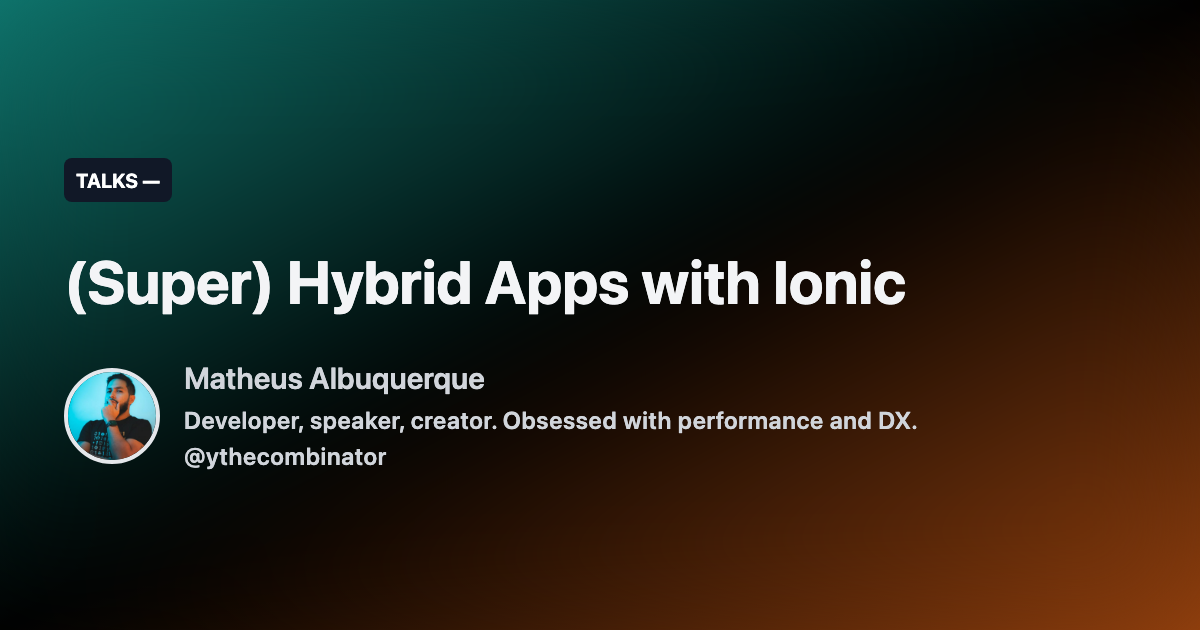 TALKS —
(Super) Hybrid Apps with Ionic
Matheus Albuquerque
Developer, speaker, creator. Obsessed with performance and DX.
@ythecombinator